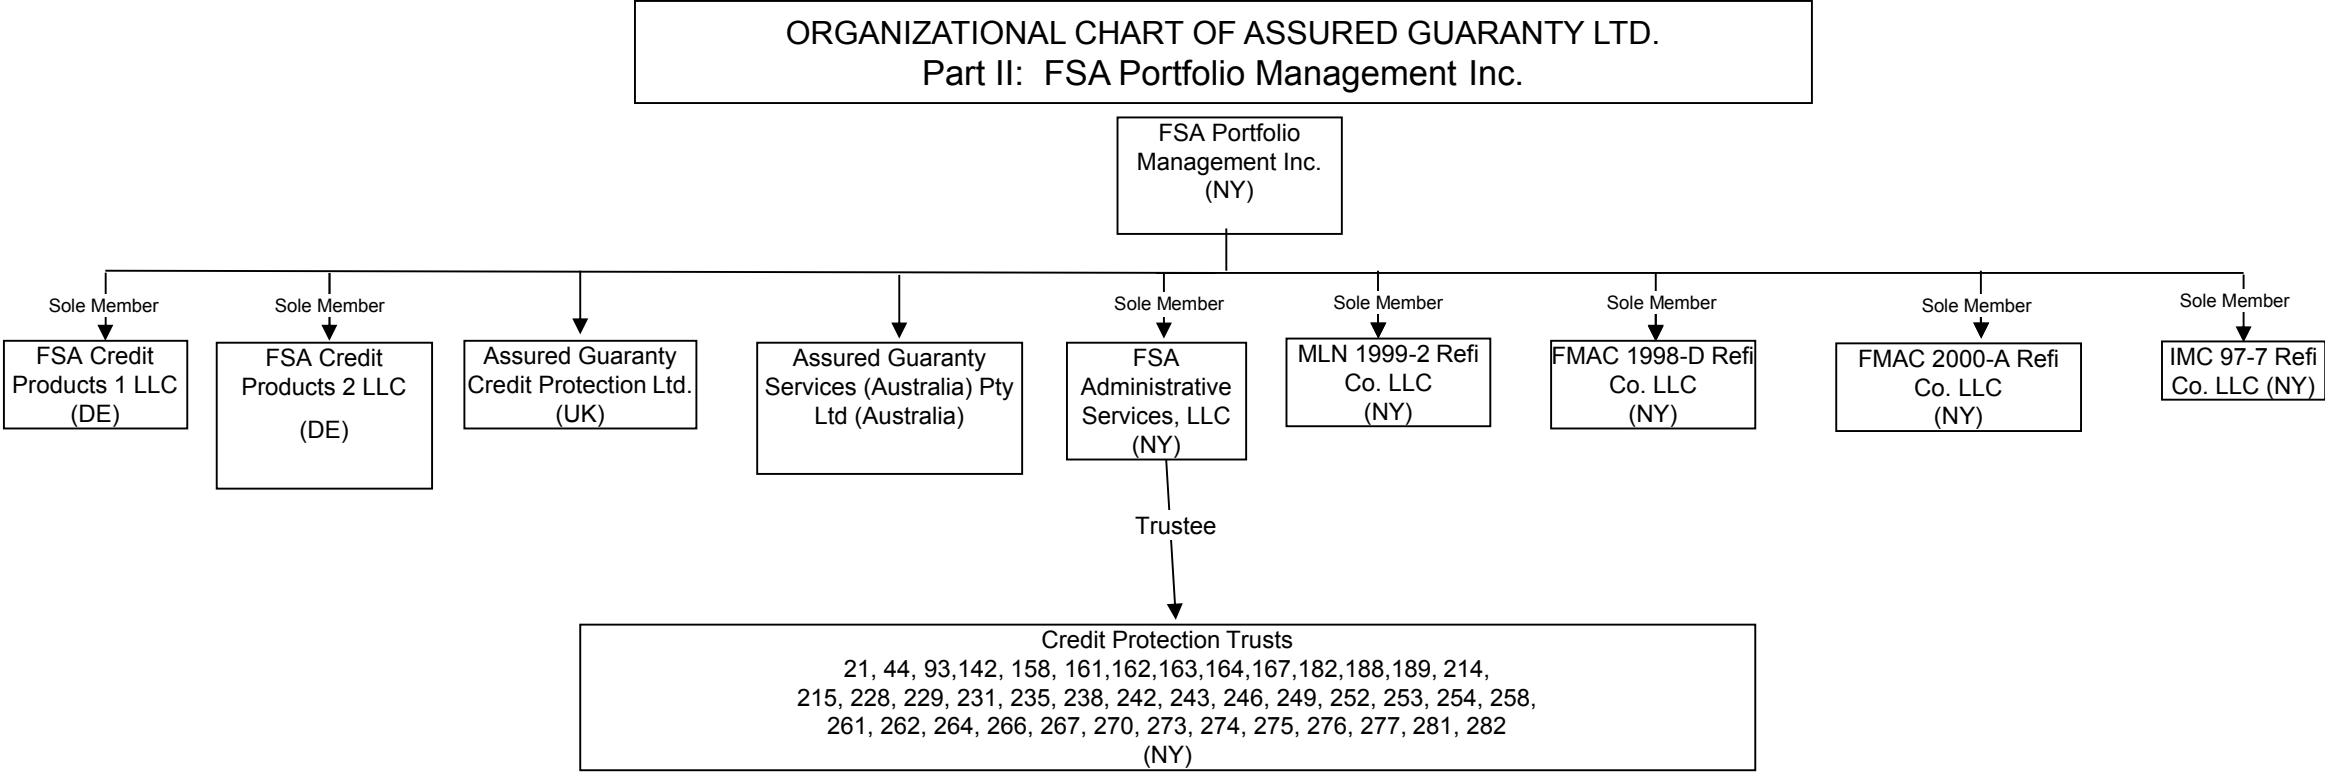 ORGANIZATIONAL CHART OF ASSURED GUARANTY LTD.
Part II:  FSA Portfolio Management Inc.
FSA Portfolio
Management Inc.
(NY)
Sole Member
Sole Member
Sole Member
Sole Member
Sole Member
Sole Member
Sole Member
FSA Credit
Products 1 LLC
(DE)
FSA Credit
Products 2 LLC
(DE)
Assured Guaranty
Credit Protection Ltd.
(UK)
Assured Guaranty
Services (Australia) Pty
Ltd (Australia)
FSA
Administrative
Services, LLC
(NY)
MLN 1999-2 Refi
Co. LLC
(NY)
FMAC 1998-D Refi
Co. LLC
(NY)
FMAC 2000-A Refi
Co. LLC
(NY)
IMC 97-7 Refi
Co. LLC (NY)
Trustee
Credit Protection Trusts
21, 44, 93,142, 158, 161,162,163,164,167,182,188,189, 214,
215, 228, 229, 231, 235, 238, 242, 243, 246, 249, 252, 253, 254, 258,
261, 262, 264, 266, 267, 270, 273, 274, 275, 276, 277, 281, 282
(NY)